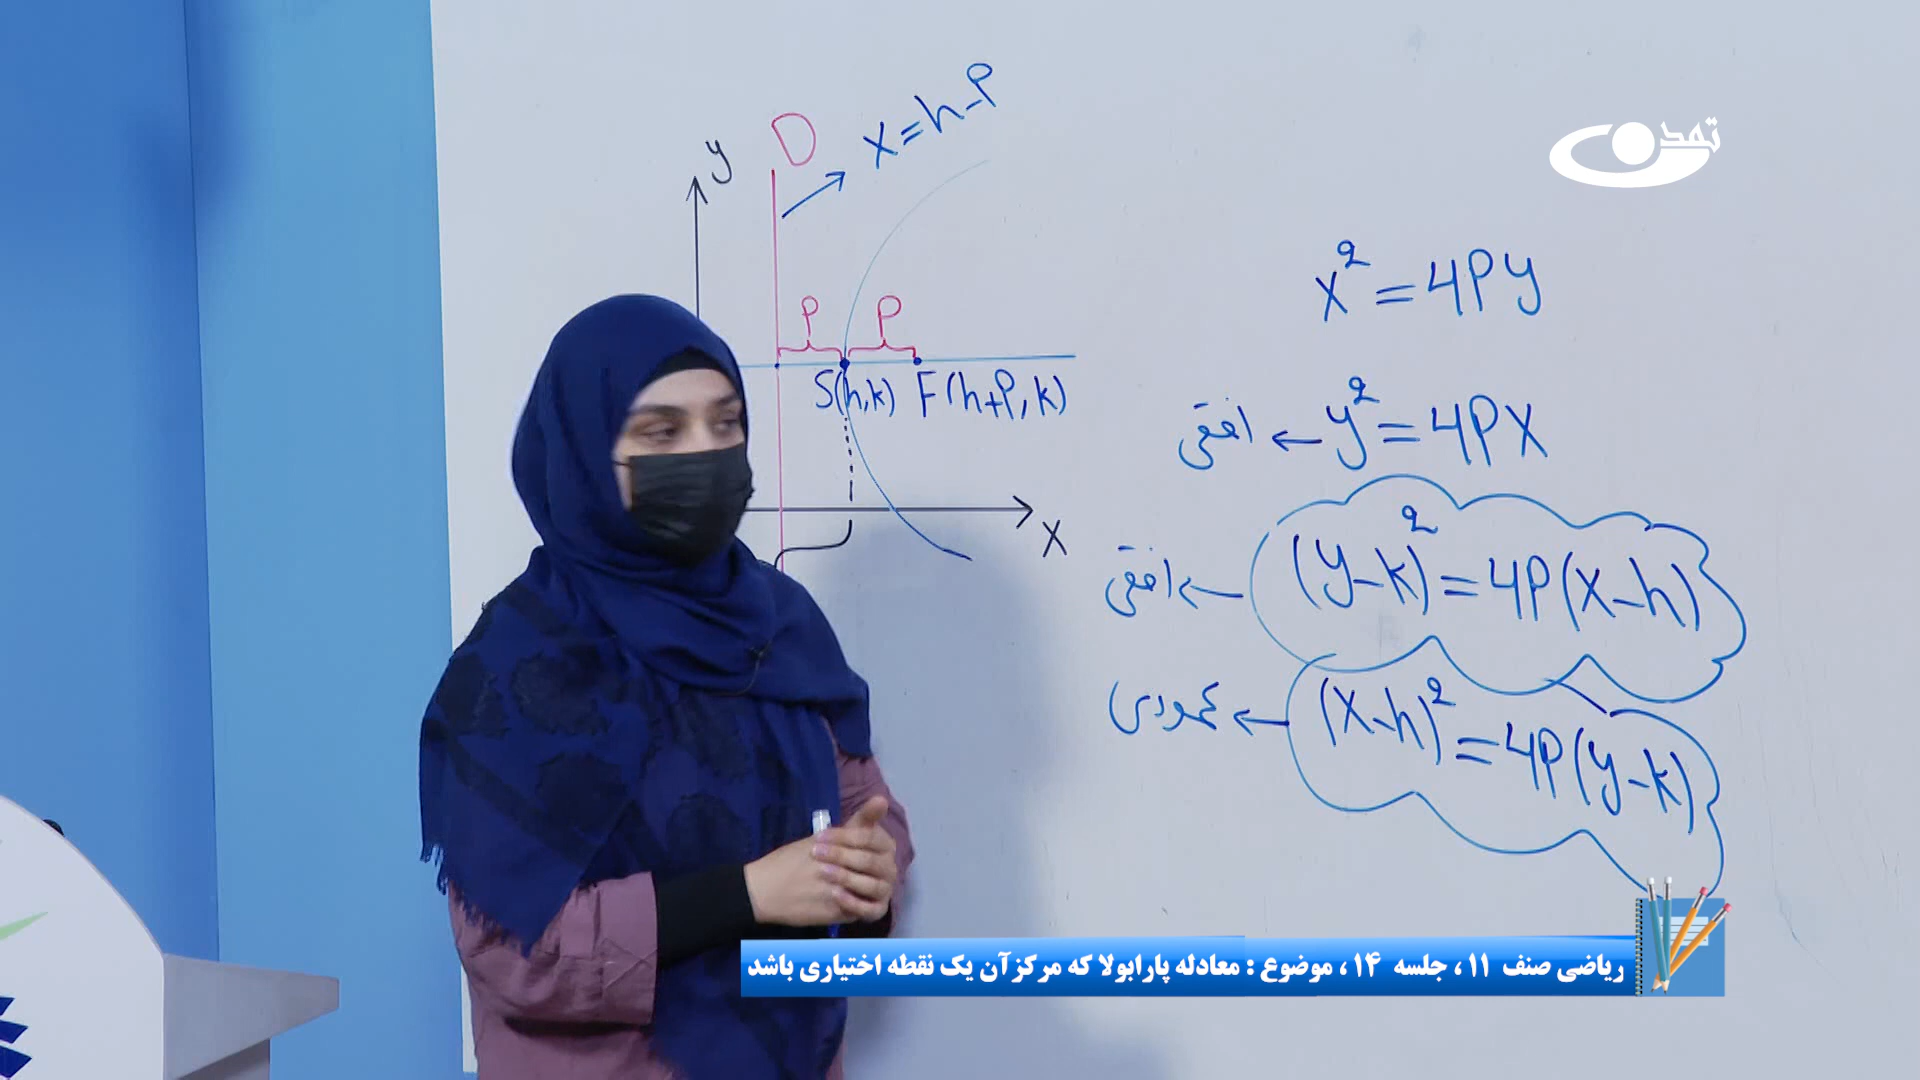 تمدن
D
X=h-P
y
P
P
S(h,k)
F(h+P,k)
X
x²=4Py
افقی ← y²=4PX
افقی ← (y-k)²=4P(X-h)
عمودی ← (X-h)²=4P(y-k)
ریاضی صنف ۱۱ ، جلسه ۱۴ ، موضوع : معادله پارابولا که مرکز آن یک نقطه اختیاری باشد